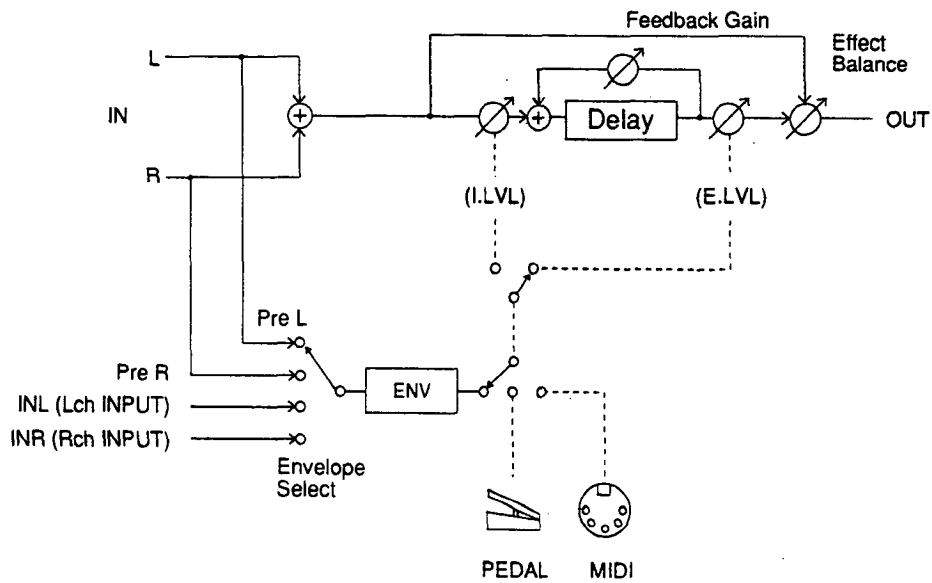 Feedback Gain
Effect
Balance
L
IN
+
+
Delay
OUT
R
(I.LVL)
(E.LVL)
Pre L
Pre R
ENV
INL (Lch INPUT)
INR (Rch INPUT)
Envelope
Select
PEDAL
MIDI